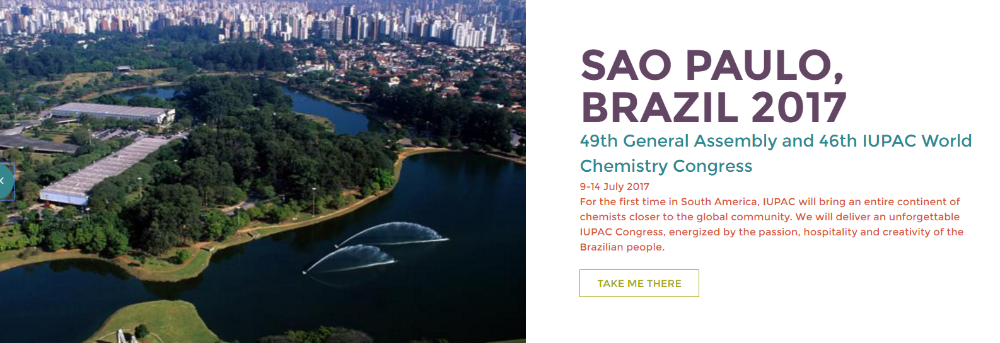 SAO PAULO,
BRAZIL 2017
49th General Assembly and 46th IUPAC World
Chemistry Congress
9-14 July 2017
For the first time in South America, IUPAC will bring an entire continent of
chemists closer to the global community. We will deliver an unforgettable
IUPAC Congress, energized by the passion, hospitality and creativity of the
Brazilian people.
TAKE ME THERE